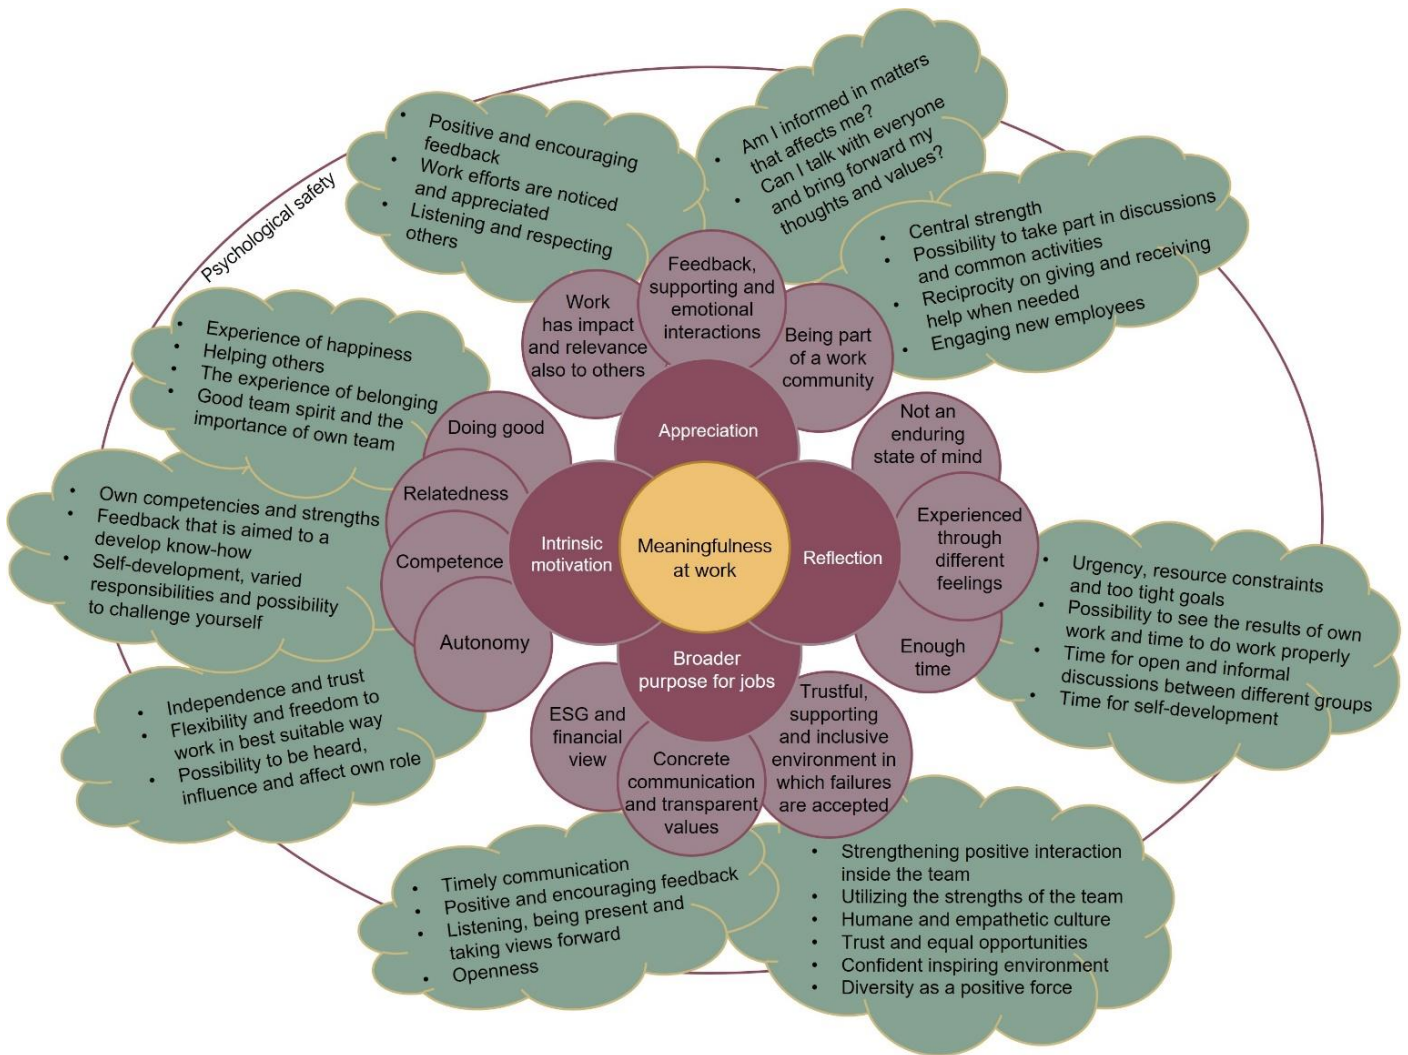 Am I informed in matters
that affects me?
Can I talk with everyone
and bring forward my
thoughts and values?
• Positive and encouraging
feedback
• Work efforts are noticed
and appreciated
• Listening and respecting
others
• Central strength
• Possibility to take part in discussions
and common activities
• Reciprocity on giving and receiving
help when needed
• Engaging new employees
Psychological safety
• Experience of happiness
• Helping others
• The experience of belonging
• Good team spirit and the
importance of own team
Work
has impact
and relevance
also to others
Feedback,
supporting and
emotional
interactions
Being part
of a work
community
Appreciation
Doing good
Relatedness
Competence
Autonomy
Not an
enduring
state of mind
Experienced
through
different
feelings
Enough
time
Intrinsic
motivation
Meaningfulness
at work
Reflection
• Own competencies and strengths
• Feedback that is aimed to a
develop know-how
• Self-development, varied
responsibilities and possibility
to challenge yourself
• Urgency, resource constraints
and too tight goals
• Possibility to see the results of own
work and time to do work properly
• Time for open and informal
discussions between different groups
• Time for self-development
• Independence and trust
• Flexibility and freedom to
work in best suitable way
• Possibility to be heard,
influence and affect own role
Broader
purpose for jobs
ESG and
financial
view
Concrete
communication
and transparent
values
Trustful,
supporting
and inclusive
environment in
which failures
are accepted
• Timely communication
• Positive and encouraging feedback
• Listening, being present and
taking views forward
• Openness
• Strengthening positive interaction
inside the team
• Utilizing the strengths of the team
• Humane and empathetic culture
• Trust and equal opportunities
• Confident inspiring environment
• Diversity as a positive force